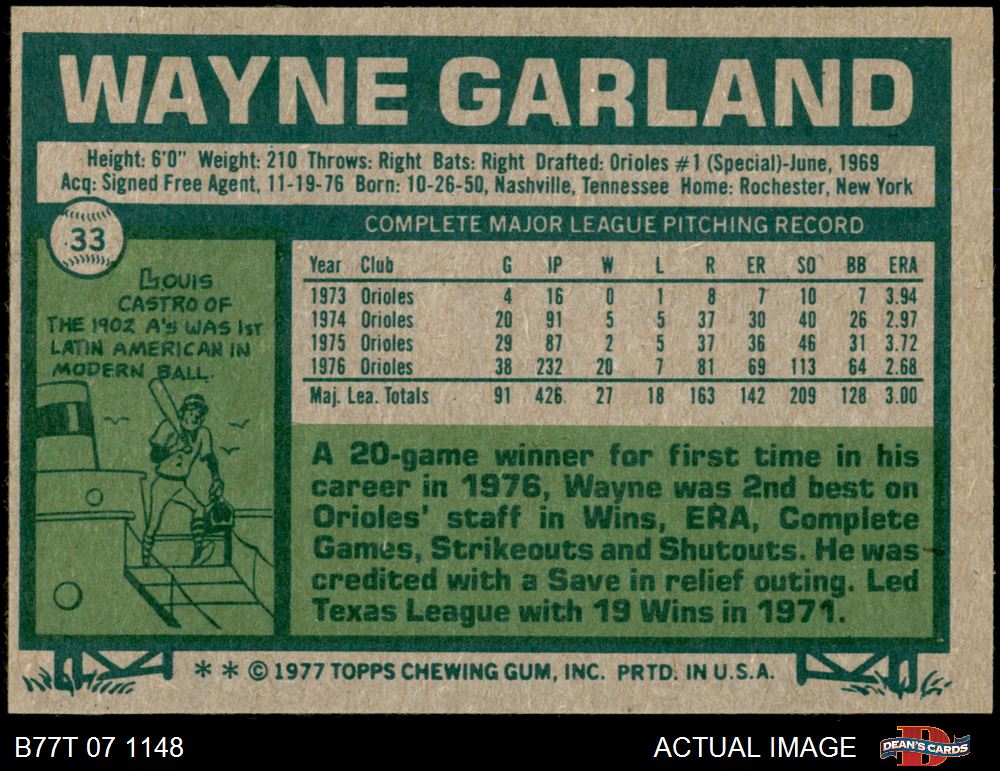 WAYNE GARLAND
Height: 6'0" Weight: 210 Throws: Right Bats: Right Drafted: Orioles #1 (Special)-June, 1969
Acq: Signed Free Agent, 11-19-76 Born: 10-26-50, Nashville, Tennessee Home: Rochester, New York
33
LOUIS
CASTRO OF
THE 1902 A's WAS 1ST
LATIN AMERICAN IN
MODERN BALL.
COMPLETE MAJOR LEAGUE PITCHING RECORD
Year Club G IP W L R ER SO BB ERA
1973 Orioles 4 16 0 1 8 7 10 7 3.94
1974 Orioles 20 91 5 5 37 30 40 26 2.97
1975 Orioles 29 87 2 5 37 36 46 31 3.72
1976 Orioles 38 232 20 7 81 69 113 64 2.68
Maj. Lea. Totals 91 426 27 18 163 142 209 128 3.00
A 20-game winner for first time in his
career in 1976, Wayne was 2nd best on
Orioles' staff in Wins, ERA, Complete
Games, Strikeouts and Shutouts. He was
credited with a Save in relief outing. Led
Texas League with 19 Wins in 1971.
* * © 1977 TOPPS CHEWING GUM, INC. PRTD. IN U.S.A.
B77T 07 1148
ACTUAL IMAGE
DEAN'S CARDS